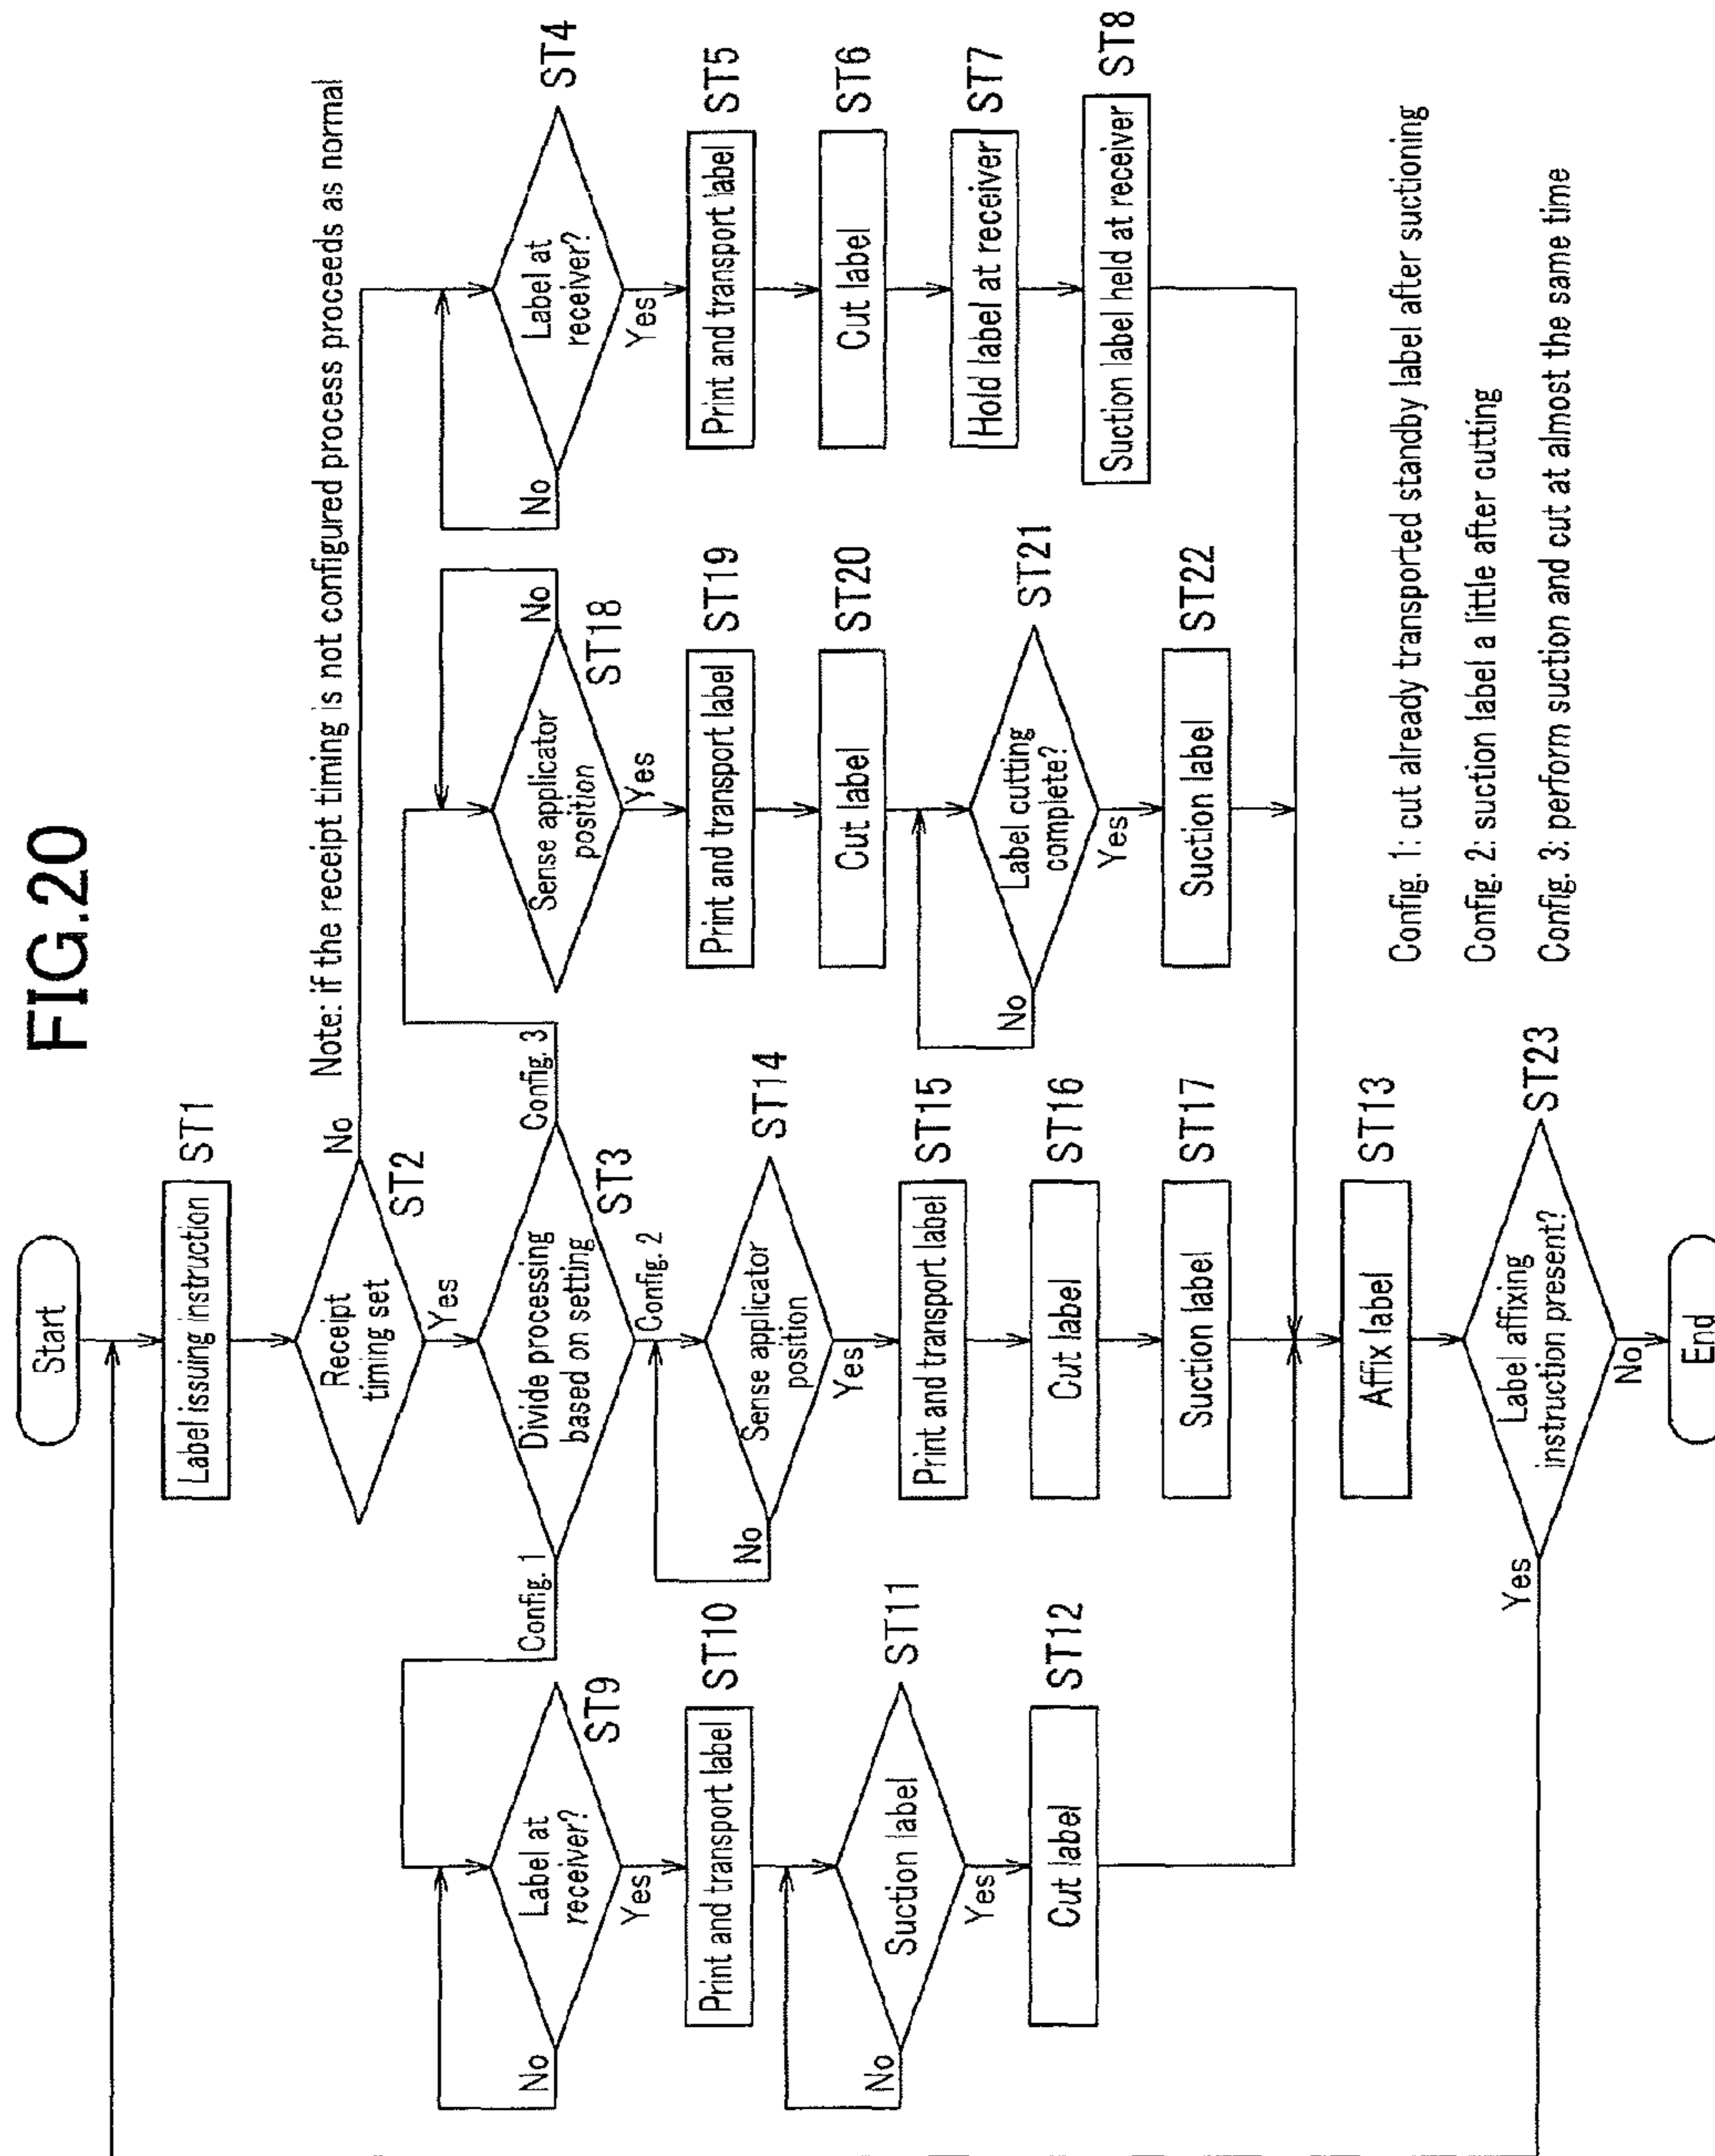 FIG.20
Start
Label issuing instruction
ST1
Receipt
timing set
ST2
No
Yes
Note: if the receipt timing is not configured process proceeds as normal
Divide processing
based on setting
ST3
Config. 1
Config. 2
Config. 3
Label at
receiver?
ST9
No
Yes
Print and transport label
ST10
Suction label
ST11
No
Yes
Cut label
ST12
Sense applicator
position
ST14
No
Yes
Print and transport label
ST15
Cut label
ST16
Suction label
ST17
Sense applicator
position
ST18
No
Yes
Print and transport label
ST19
Cut label
ST20
Label cutting
complete?
ST21
No
Yes
Suction label
ST22
Label at
receiver?
ST4
No
Yes
Print and transport label
ST5
Cut label
ST6
Hold label at receiver
ST7
Suction label held at receiver
ST8
Affix label
ST13
Label affixing
instruction present?
ST23
Yes
No
End
Config. 1: cut already transported standby label after suctioning
Config. 2: suction label a little after cutting
Config. 3: perform suction and cut at almost the same time